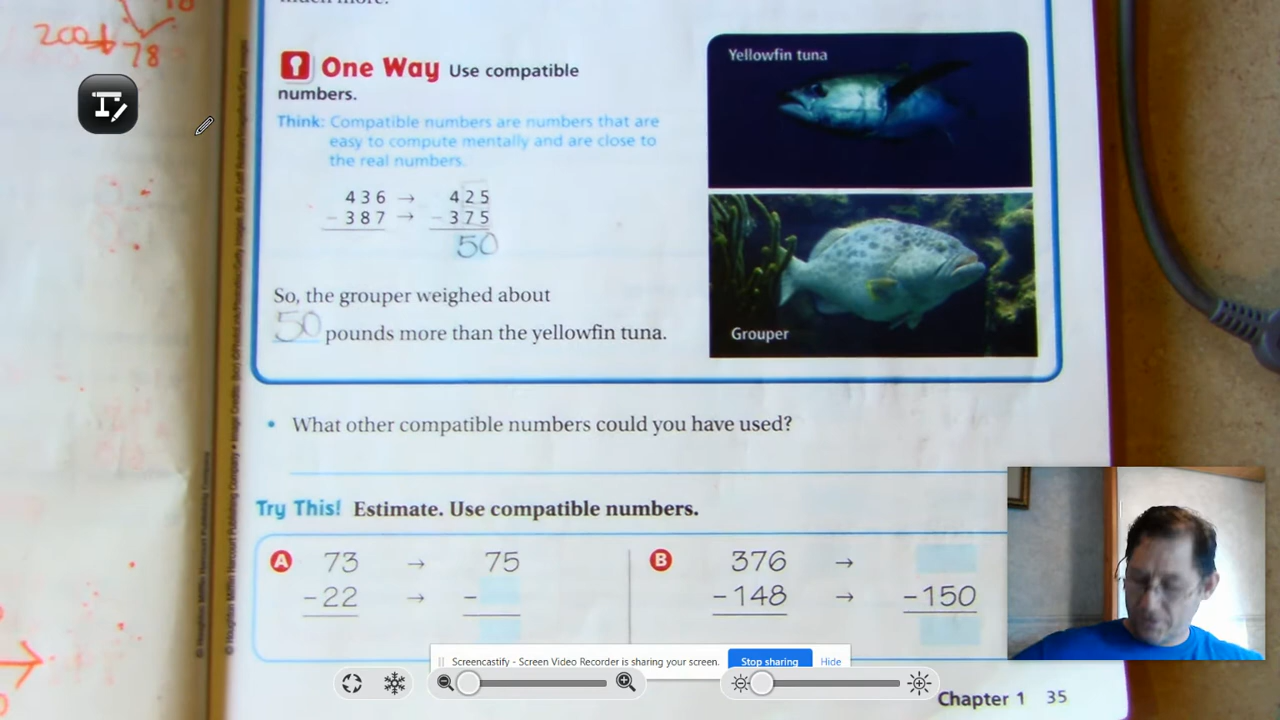 200
78
One Way Use compatible
numbers.
Think: Compatible numbers are numbers that are
easy to compute mentally and are close to
the real numbers.
436 → 425
- 387 → - 375
50
So, the grouper weighed about
50 pounds more than the yellowfin tuna.
Yellowfin tuna
Grouper
• What other compatible numbers could you have used?
Try This! Estimate. Use compatible numbers.
A 73 → 75
-22 → -
B 376 →
-148 → -150
Screencastify - Screen Video Recorder is sharing your screen. Stop sharing Hide
Chapter 1 35